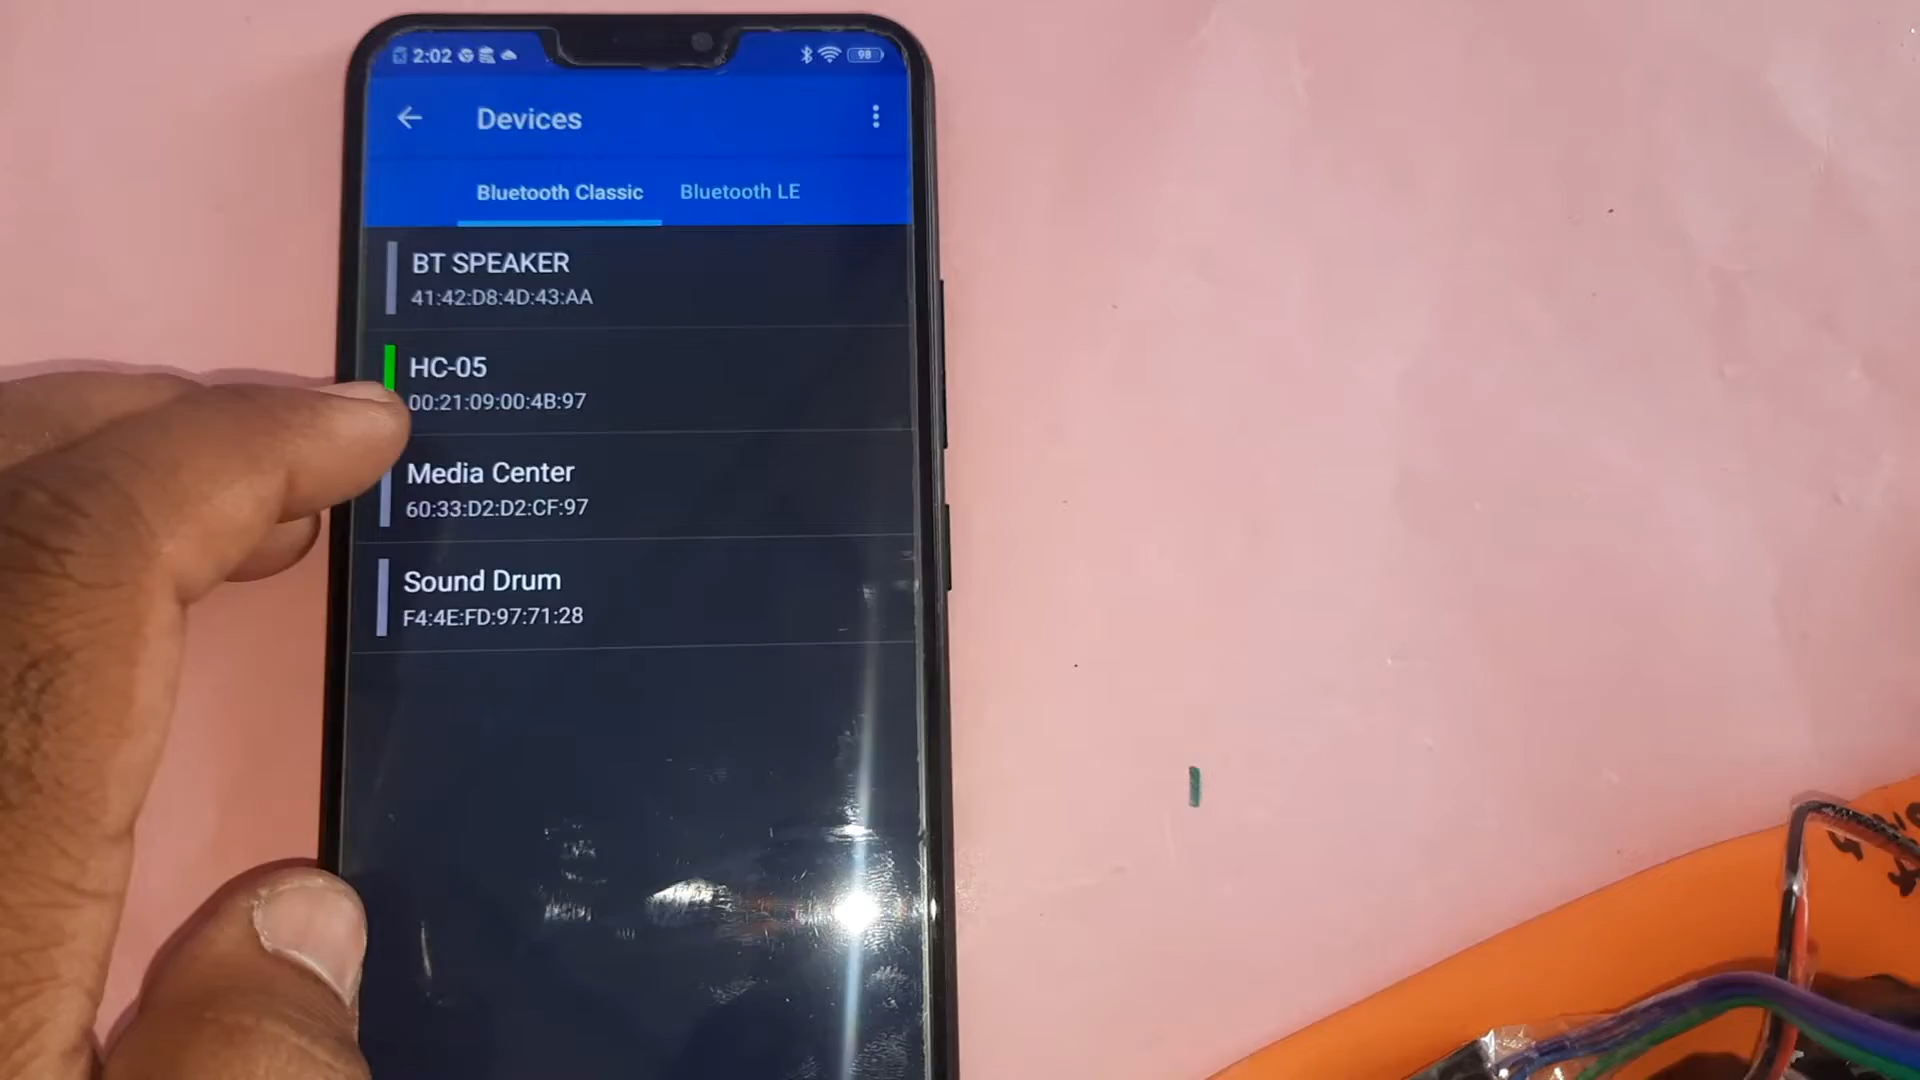 2:02
98
Devices
Bluetooth Classic Bluetooth LE
BT SPEAKER
41:42:D8:4D:43:AA
HC-05
00:21:09:00:4B:97
Media Center
60:33:D2:D2:CF:97
Sound Drum
F4:4E:FD:97:71:28